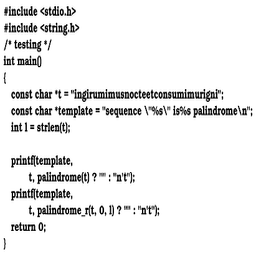 #include <stdio.h>
#include <string.h>
/* testing */
int main()
{
const char *t = "ingirumimusnocteetconsumimurigni";
const char *template = "sequence \"%s\" is%s palindrome\n";
int l = strlen(t);
printf(template,
t, palindrome(t) ? "" : "n't");
printf(template,
t, palindrome_r(t, 0, l) ? "" : "n't");
return 0;
}